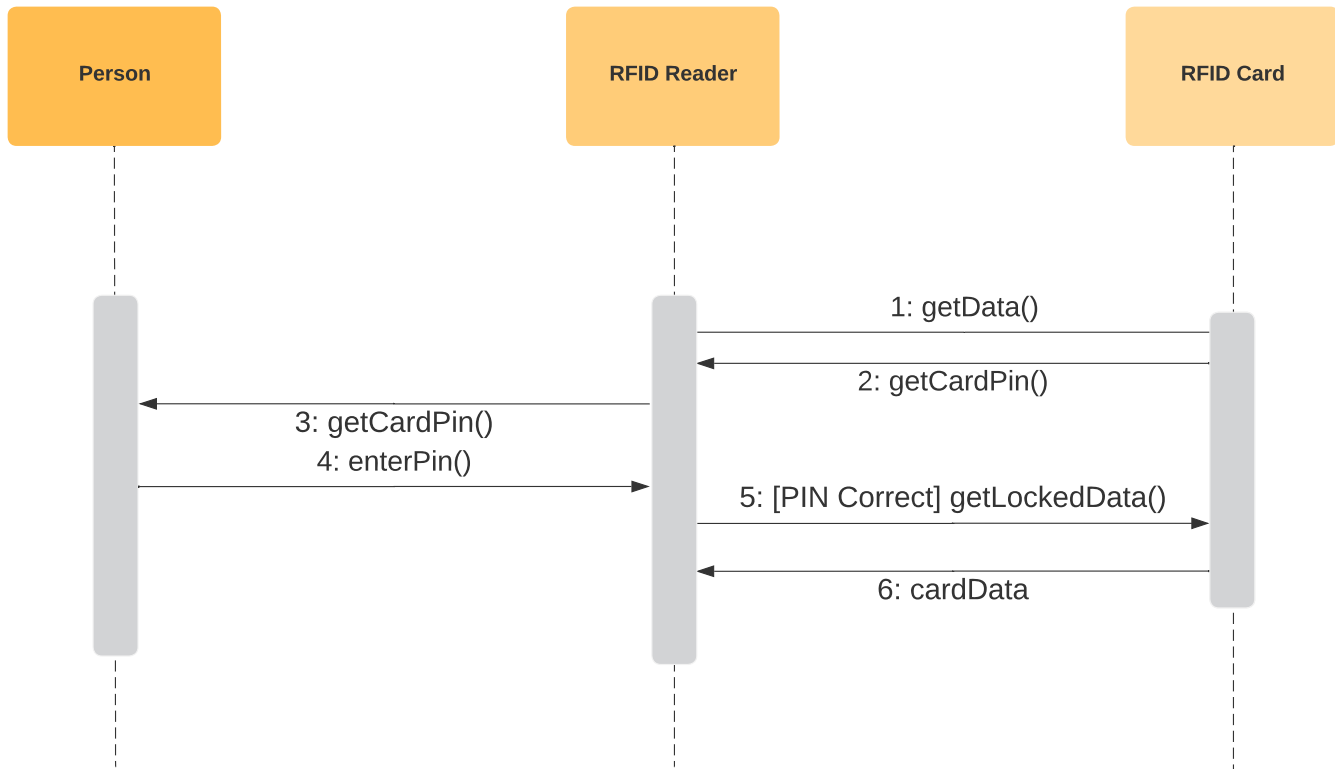 Person
RFID Reader
RFID Card
1: getData()
2: getCardPin()
3: getCardPin()
4: enterPin()
5: [PIN Correct] getLockedData()
6: cardData